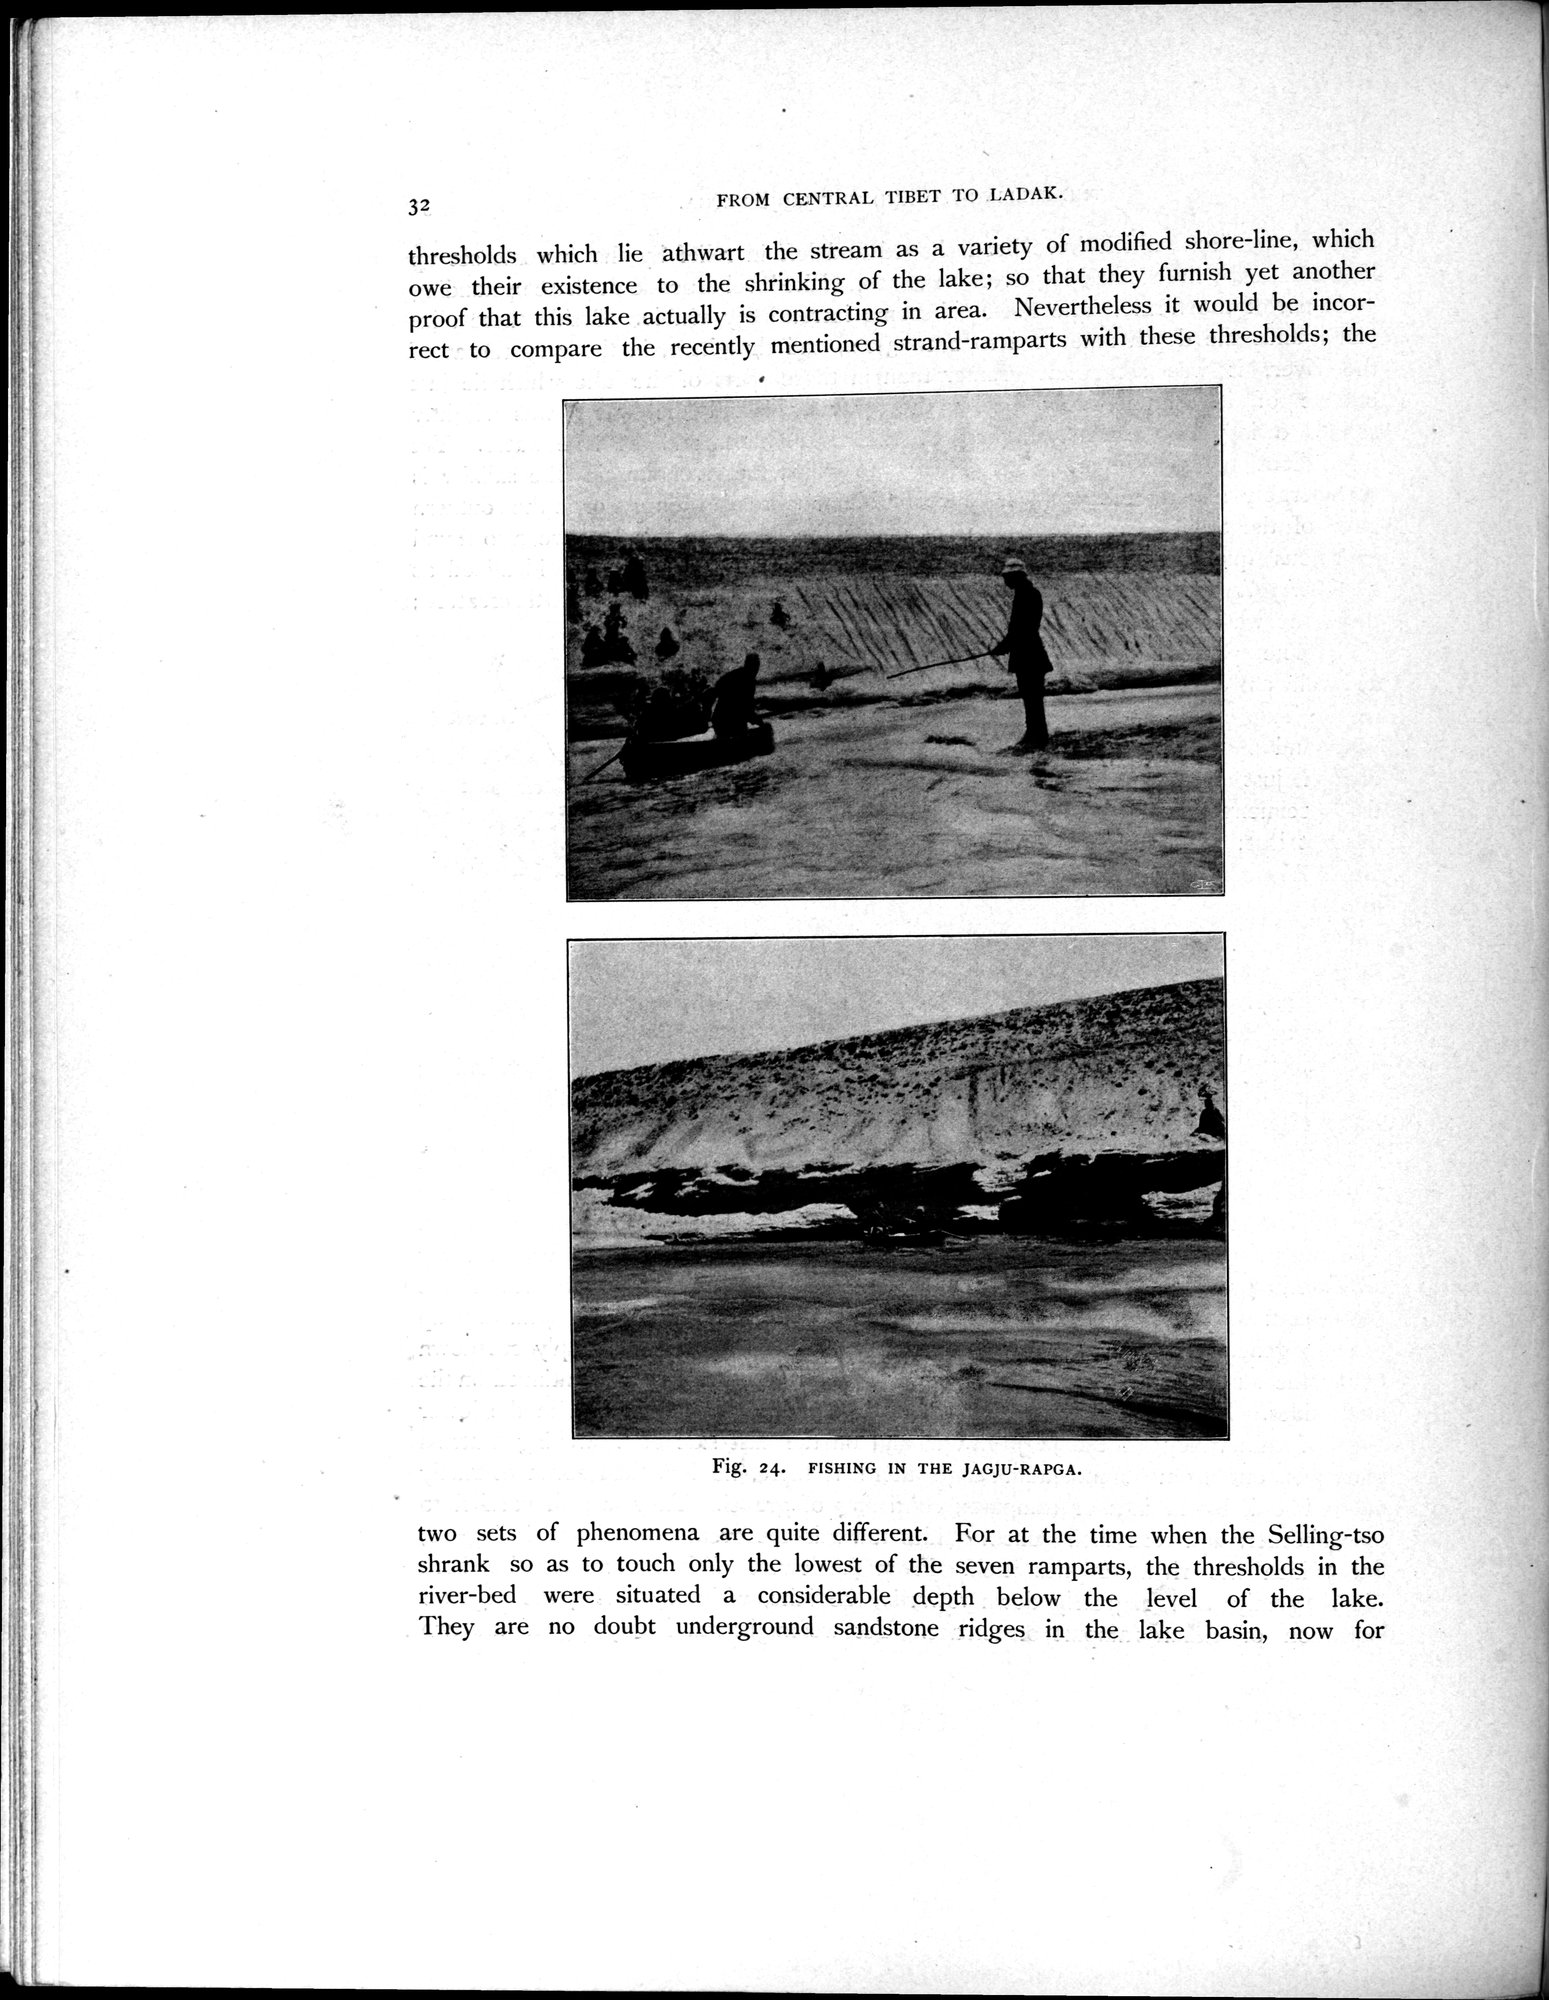 32
FROM CENTRAL TIBET TO LADAK.
thresholds which lie athwart the stream as a variety of modified shore-line, which
owe their existence to the shrinking of the lake; so that they furnish yet another
proof that this lake actually is contracting in area. Nevertheless it would be incor-
rect to compare the recently mentioned strand-ramparts with these thresholds; the
Fig. 24. FISHING IN THE JAGJU-RAPGA.
two sets of phenomena are quite different. For at the time when the Selling-tso
shrank so as to touch only the lowest of the seven ramparts, the thresholds in the
river-bed were situated a considerable depth below the level of the lake.
They are no doubt underground sandstone ridges in the lake basin, now for